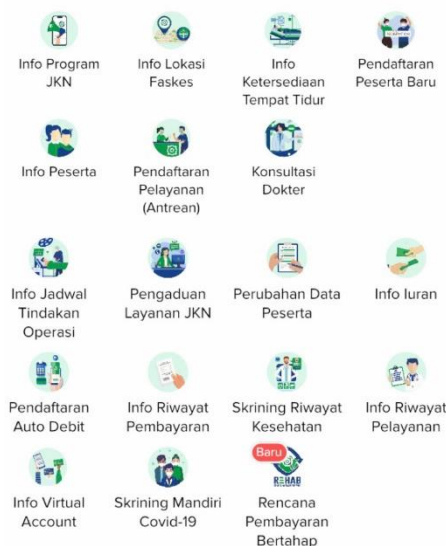 Info Program
JKN
Info Lokasi
Faskes
Info
Ketersediaan
Tempat Tidur
Pendaftaran
Peserta Baru
Info Peserta
Pendaftaran
Pelayanan
(Antrean)
Konsultasi
Dokter
Info Jadwal
Tindakan
Operasi
Pengaduan
Layanan JKN
Perubahan Data
Peserta
Info Iuran
Pendaftaran
Auto Debit
Info Riwayat
Pembayaran
Skrining Riwayat
Kesehatan
Info Riwayat
Pelayanan
Info Virtual
Account
Skrining Mandiri
Covid-19
Baru
REHAB
Rencana
Pembayaran
Bertahap